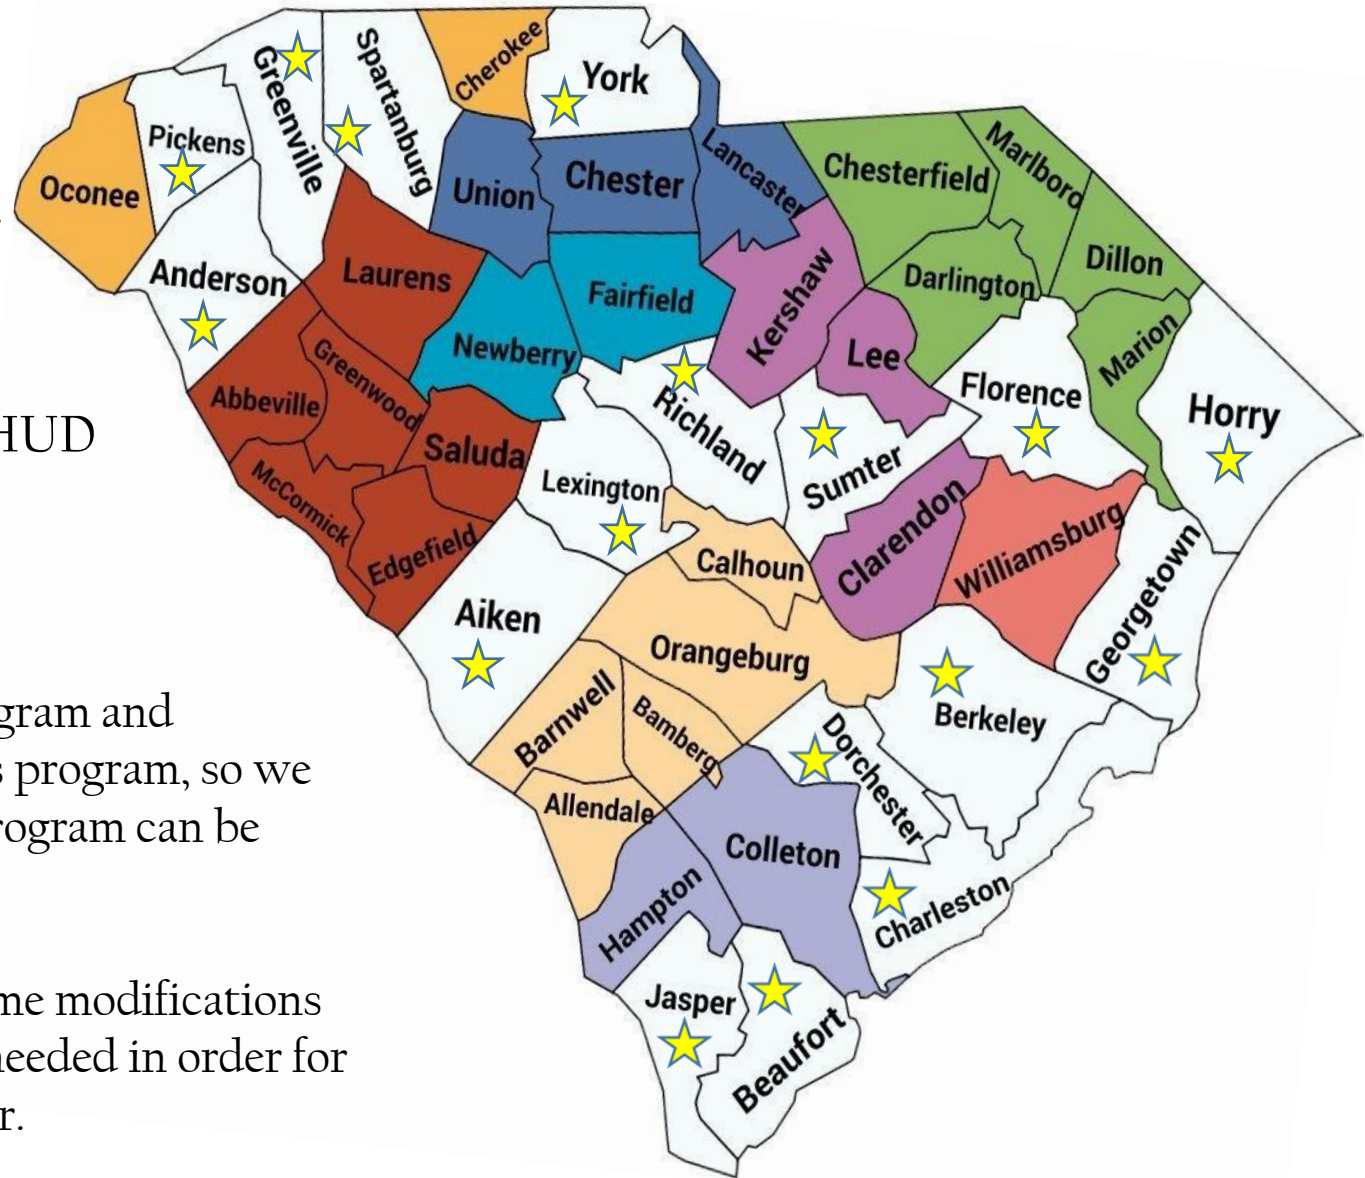 HUD
gram and
s program, so we
rogram can be
me modifications
needed in order for
r.
Cherokee
York
Greenville
Spartanburg
Pickens
Oconee
Union
Chester
Lancaster
Chesterfield
Marlboro
Dillon
Darlington
Anderson
Laurens
Fairfield
Kershaw
Newberry
Lee
Marion
Greenwood
Abbeville
Florence
Horry
Richland
Saluda
Sumter
Lexington
McCormick
Edgefield
Clarendon
Williamsburg
Calhoun
Georgetown
Aiken
Orangeburg
Berkeley
Barnwell
Bamberg
Dorchester
Allendale
Colleton
Hampton
Charleston
Jasper
Beaufort